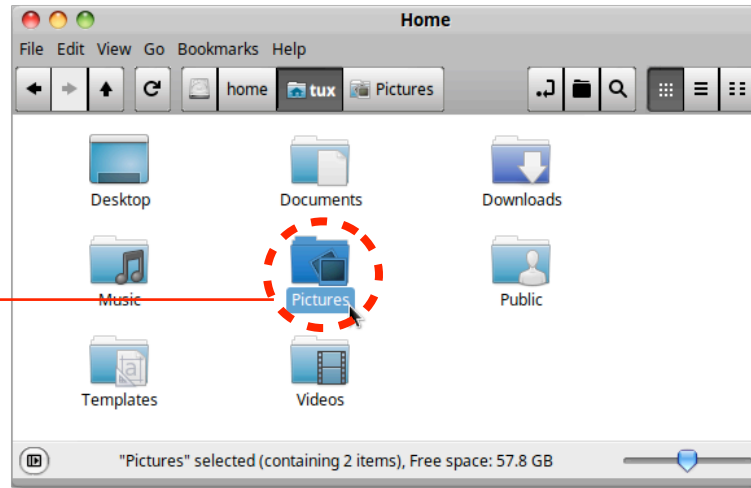 Home
File Edit View Go Bookmarks Help
home tux Pictures
Desktop Documents Downloads
Music Pictures Public
Templates Videos
"Pictures" selected (containing 2 items), Free space: 57.8 GB